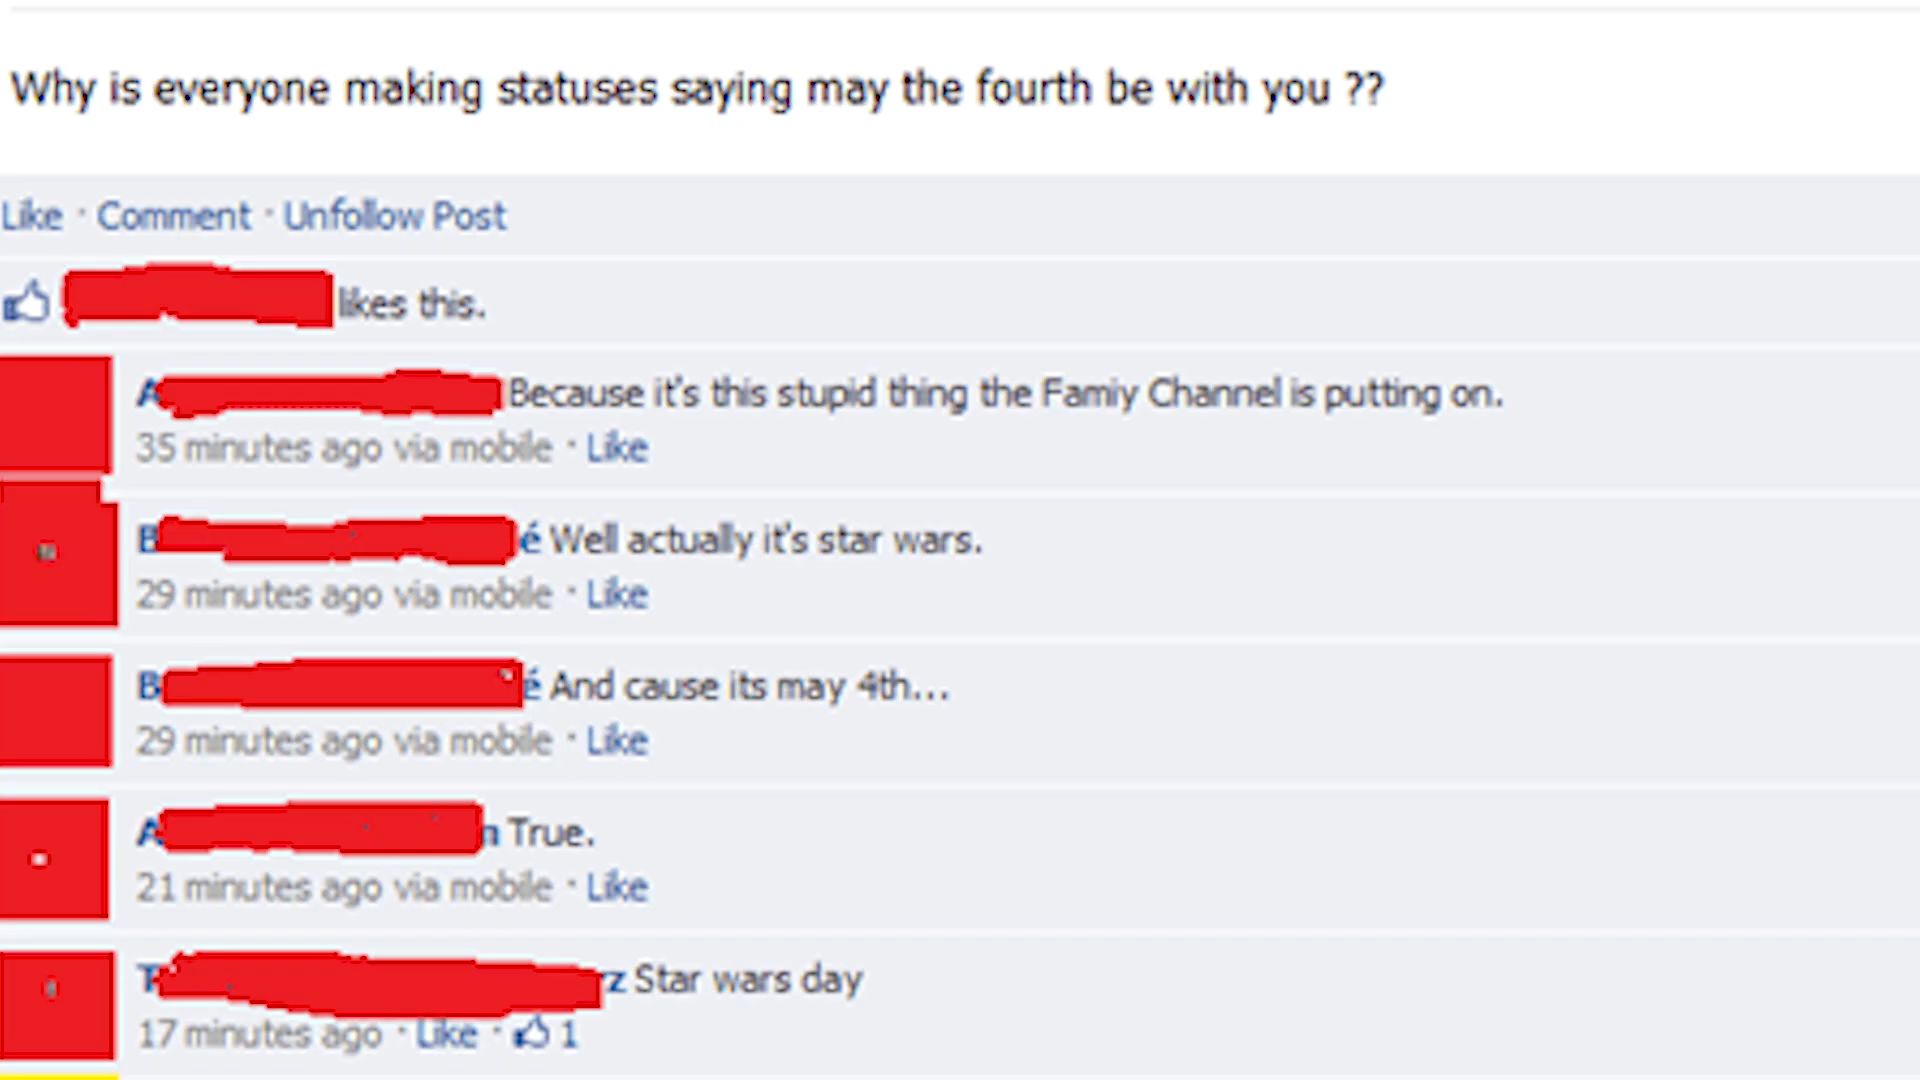 Why is everyone making statuses saying may the fourth be with you ??
Like · Comment · Unfollow Post
likes this.
Because it's this stupid thing the Famiy Channel is putting on.
35 minutes ago via mobile · Like
Well actually it's star wars.
29 minutes ago via mobile · Like
And cause its may 4th...
29 minutes ago via mobile · Like
True.
21 minutes ago via mobile · Like
Star wars day
17 minutes ago · Like · 1